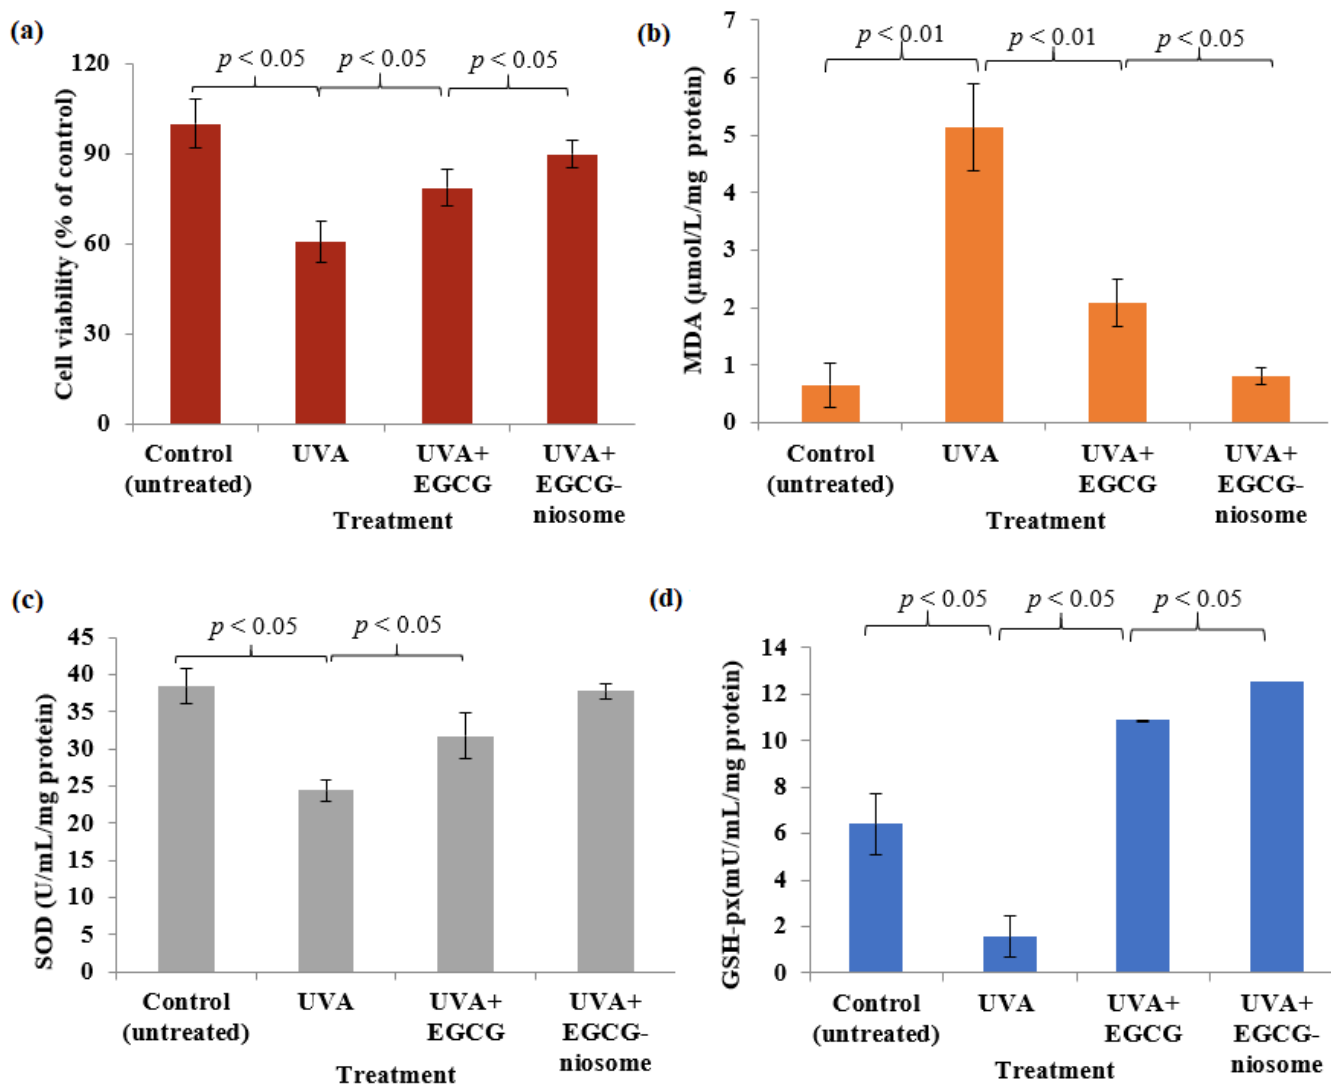 (a)
p < 0.05
p < 0.05
p < 0.05
Cell viability (% of control)
120
90
60
30
0
Control
(untreated)
UVA
UVA+
EGCG
UVA+
EGCG-
niosome
Treatment
(b)
p < 0.01
p < 0.01
p < 0.05
MDA (µmol/L/mg protein)
7
6
5
4
3
2
1
0
Control
(untreated)
UVA
UVA+
EGCG
UVA+
EGCG-
niosome
Treatment
(c)
p < 0.05
p < 0.05
SOD (U/mL/mg protein)
45
40
35
30
25
20
15
10
5
0
Control
(untreated)
UVA
UVA+
EGCG
UVA+
EGCG-
niosome
Treatment
(d)
p < 0.05
p < 0.05
p < 0.05
GSH-px(mU/mL/mg protein)
14
12
10
8
6
4
2
0
Control
(untreated)
UVA
UVA+
EGCG
UVA+
EGCG-
niosome
Treatment